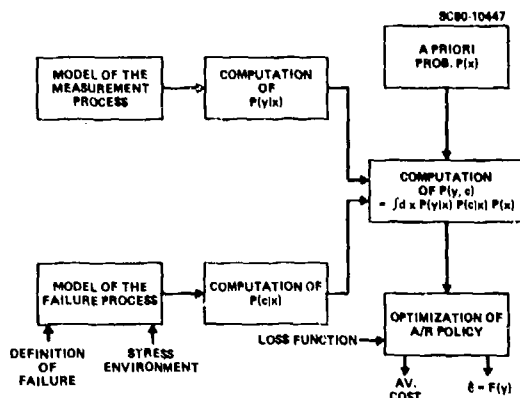 SC80-10447
MODEL OF THE
MEASUREMENT
PROCESS
COMPUTATION
OF
P(y|x)
A PRIORI
PROB. P(x)
COMPUTATION
OF P(y, c)
= ∫d x P(y|x) P(c|x) P(x)
MODEL OF THE
FAILURE PROCESS
COMPUTATION OF
P(c|x)
OPTIMIZATION OF
A/R POLICY
LOSS FUNCTION
DEFINITION
OF
FAILURE
STRESS
ENVIRONMENT
AV.
COST
ĉ = F(y)